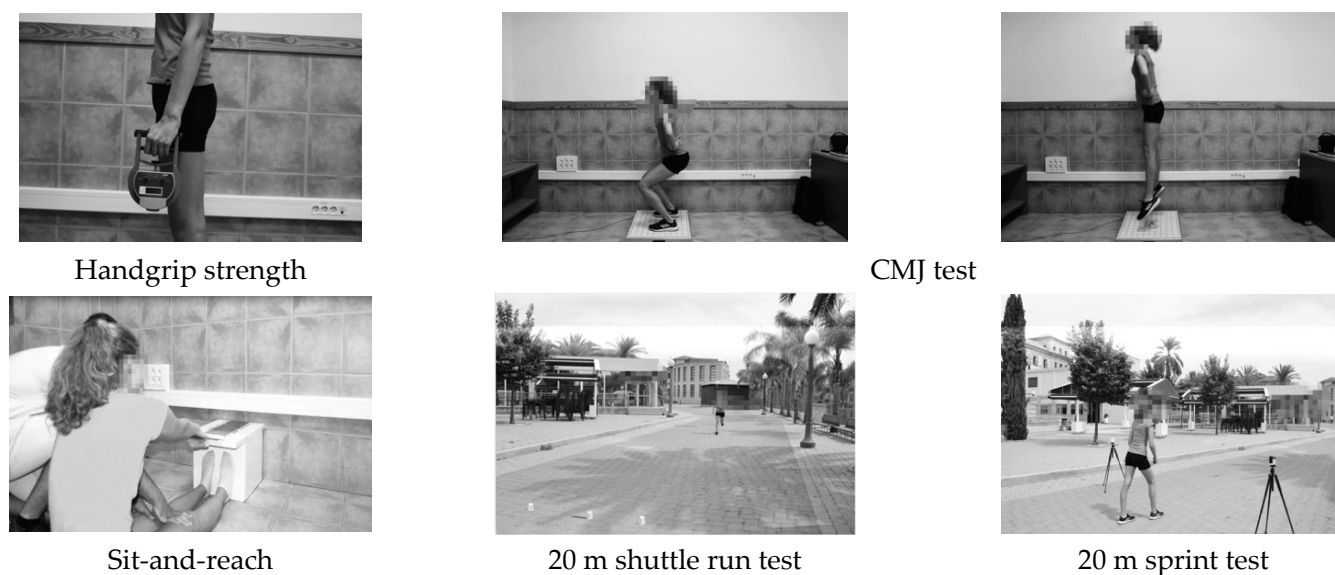 Handgrip strength
CMJ test
Sit-and-reach
20 m shuttle run test
20 m sprint test